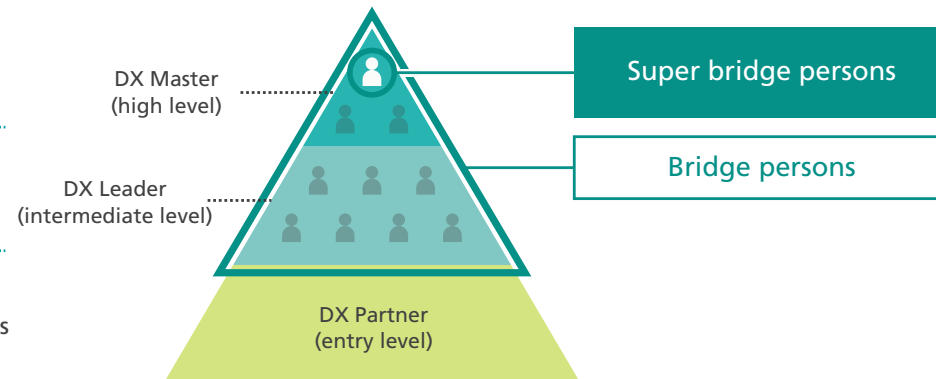 DX Master
(high level)
Super bridge persons
Bridge persons
DX Leader
(intermediate level)
DX Partner
(entry level)
s